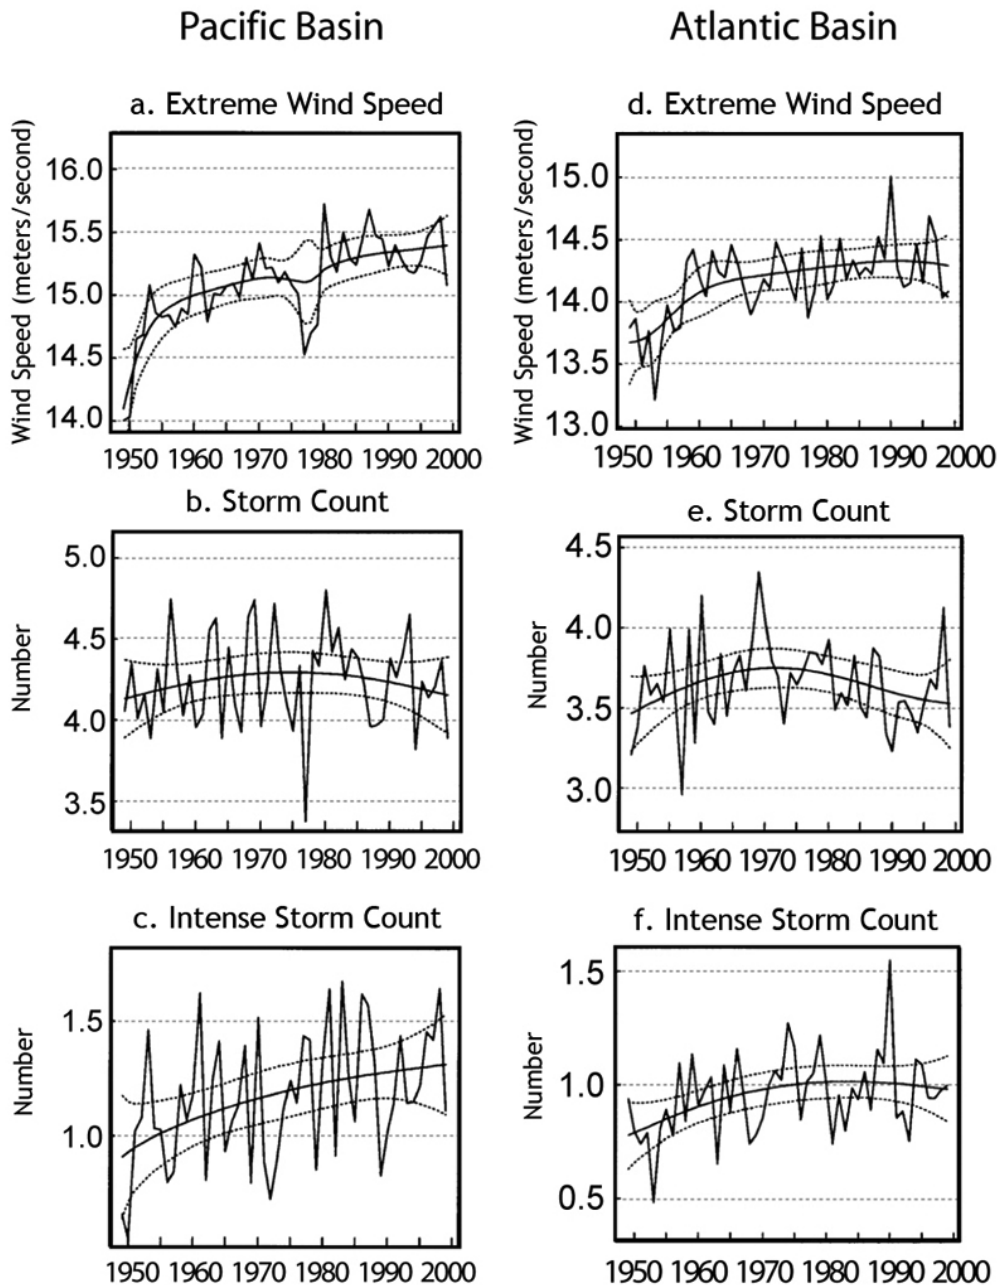 Pacific Basin
Atlantic Basin
a. Extreme Wind Speed
Wind Speed (meters/second)
16.0
15.5
15.0
14.5
14.0
1950 1960 1970 1980 1990 2000
d. Extreme Wind Speed
Wind Speed (meters/second)
15.0
14.5
14.0
13.5
13.0
1950 1960 1970 1980 1990 2000
b. Storm Count
Number
5.0
4.5
4.0
3.5
1950 1960 1970 1980 1990 2000
e. Storm Count
Number
4.5
4.0
3.5
3.0
1950 1960 1970 1980 1990 2000
c. Intense Storm Count
Number
1.5
1.0
1950 1960 1970 1980 1990 2000
f. Intense Storm Count
Number
1.5
1.0
0.5
1950 1960 1970 1980 1990 2000